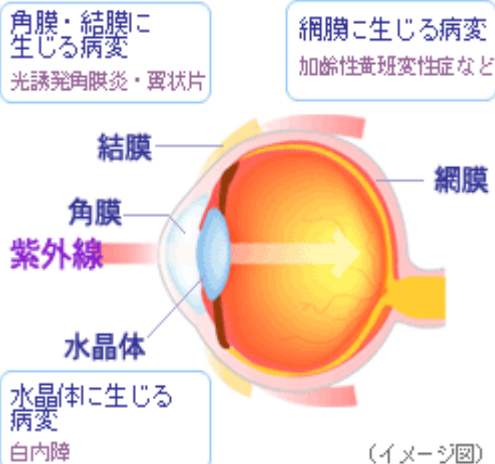 角膜・結膜に
生じる病変
光誘発角膜炎・翼状片
網膜に生じる病変
加齢性黄斑変性症など
結膜
網膜
角膜
紫外線
水晶体
水晶体に生じる
病変
白内障
(イメージ図)